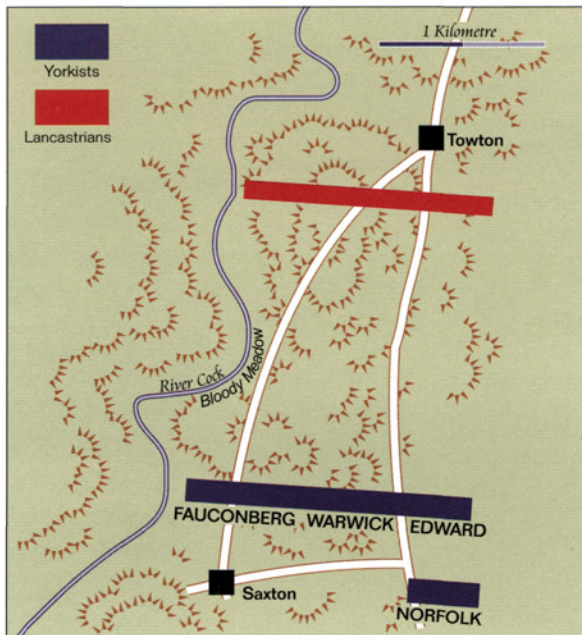 1 Kilometre
Yorkists
Lancastrians
Towton
River Cock
Bloody Meadow
FAUCONBERG WARWICK EDWARD
Saxton
NORFOLK